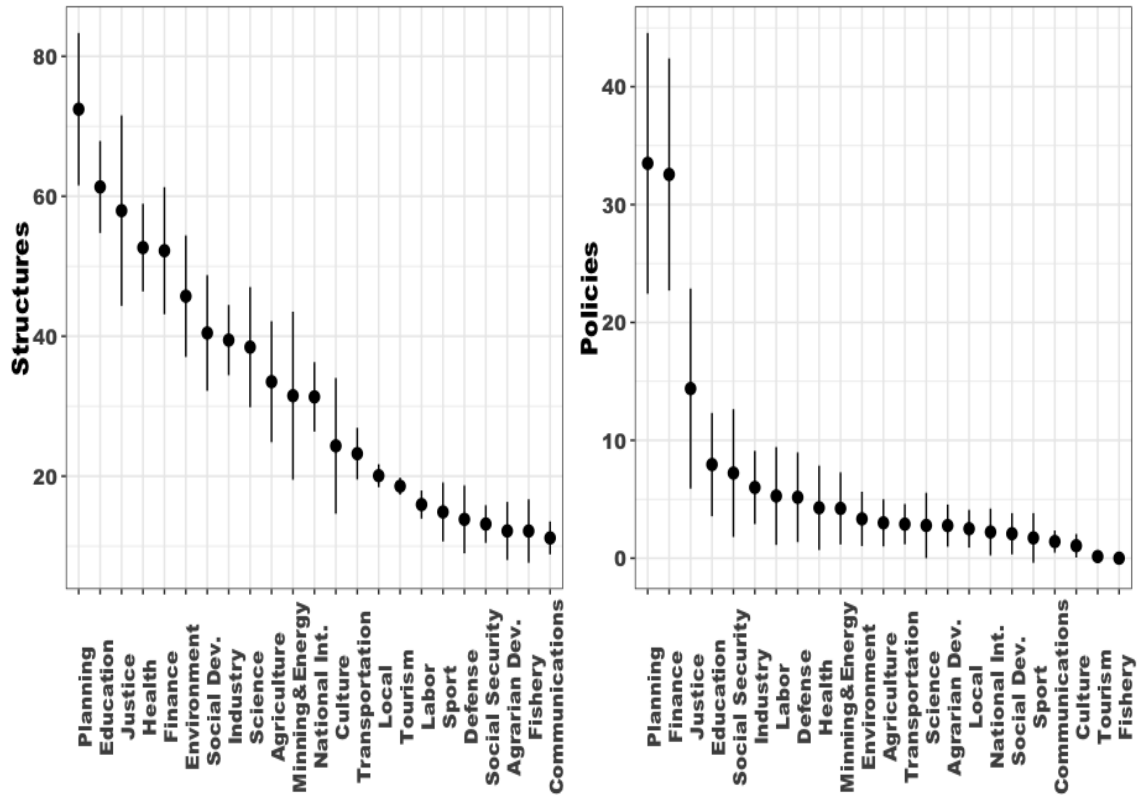 Structures
80
60
40
20
Planning
Education
Justice
Health
Finance
Environment
Social Dev.
Industry
Science
Agriculture
Minning&Energy
National Int.
Culture
Transportation
Local
Tourism
Labor
Sport
Defense
Social Security
Agrarian Dev.
Fishery
Communications
Policies
40
30
20
10
0
Planning
Finance
Justice
Education
Social Security
Industry
Labor
Defense
Health
Minning&Energy
Environment
Agriculture
Transportation
Science
Agrarian Dev.
Local
National Int.
Social Dev.
Sport
Communications
Culture
Tourism
Fishery